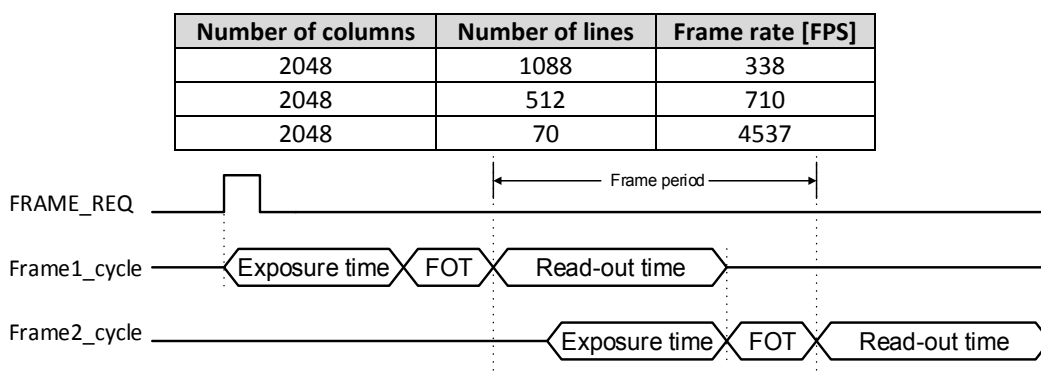 Number of columns Number of lines Frame rate [FPS]
2048 1088 338
2048 512 710
2048 70 4537
Frame period
FRAME_REQ
Frame1_cycle Exposure time FOT Read-out time
Frame2_cycle Exposure time FOT Read-out time